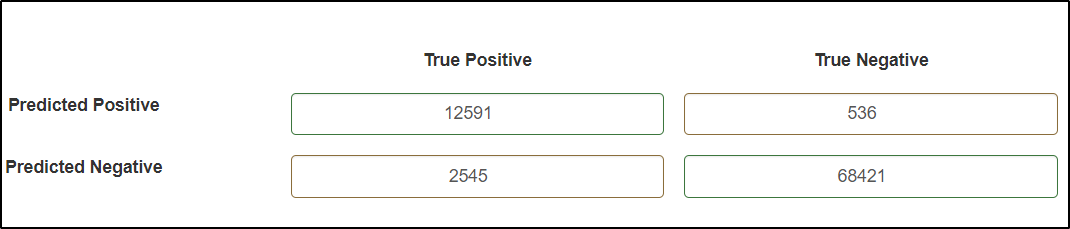 True Positive True Negative
Predicted Positive 12591 536
Predicted Negative 2545 68421